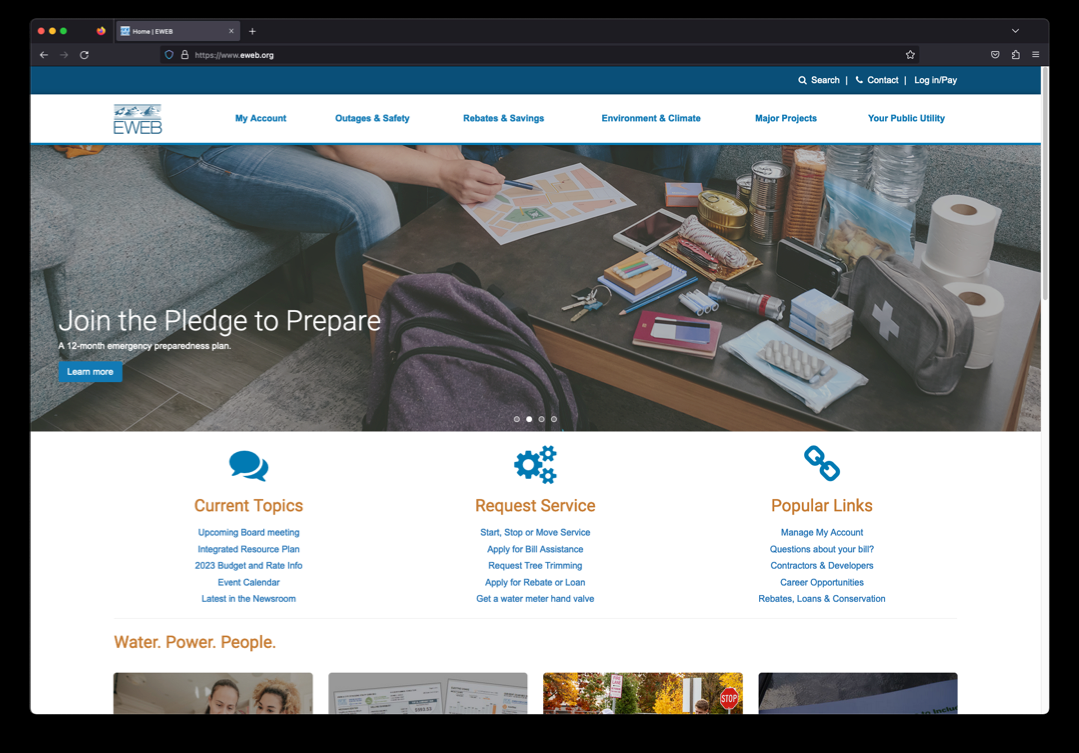 Home | EWEB
https://www.eweb.org
Search | Contact | Log in/Pay
EWEB
My Account
Outages & Safety
Rebates & Savings
Environment & Climate
Major Projects
Your Public Utility
Join the Pledge to Prepare
A 12-month emergency preparedness plan.
Learn more
Current Topics
Upcoming Board meeting
Integrated Resource Plan
2023 Budget and Rate Info
Event Calendar
Latest in the Newsroom
Request Service
Start, Stop or Move Service
Apply for Bill Assistance
Request Tree Trimming
Apply for Rebate or Loan
Get a water meter hand valve
Popular Links
Manage My Account
Questions about your bill?
Contractors & Developers
Career Opportunities
Rebates, Loans & Conservation
Water. Power. People.
STOP